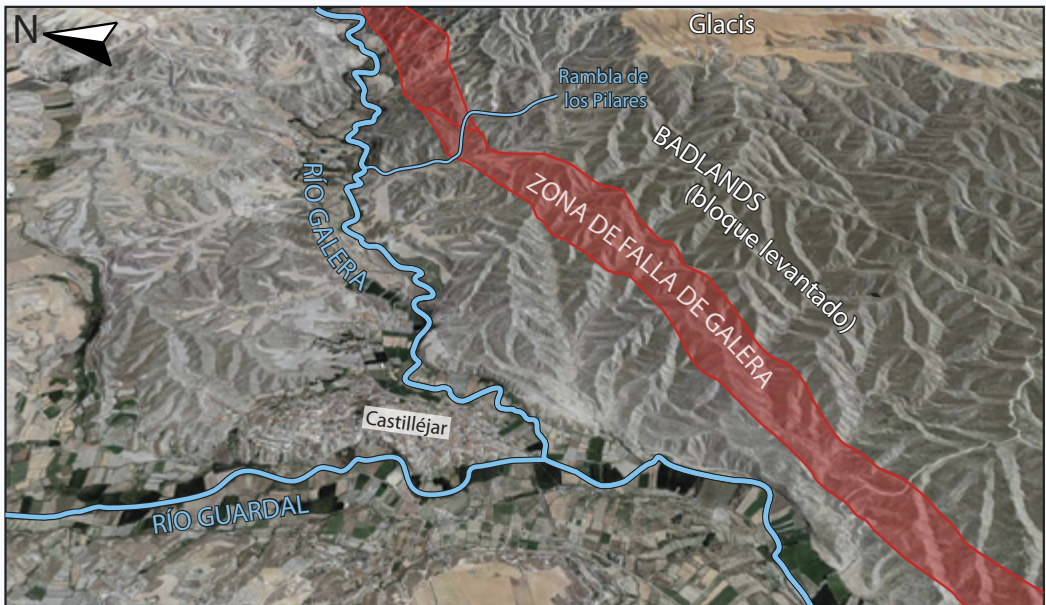 N
Glacis
Rambla de
los Pilares
BADLANDS
(bloque levantado)
RÍO GALERA
ZONA DE FALLA DE GALERA
Castilléjar
RÍO GUARDAL